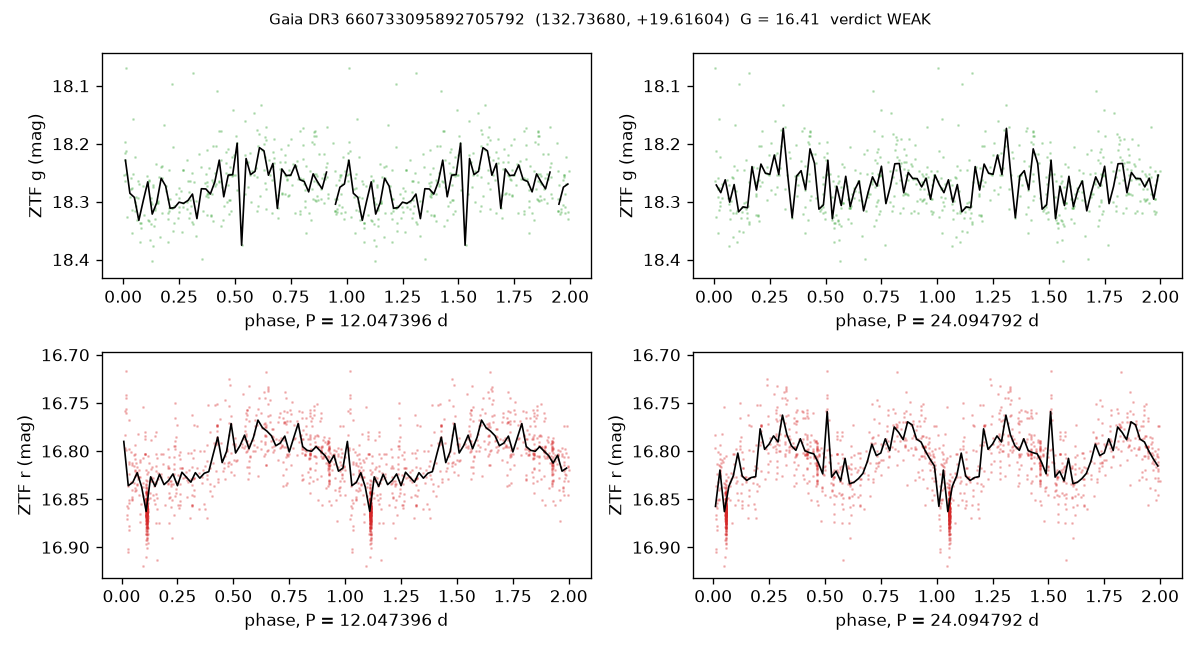 Gaia DR3 660733095892705792  (132.73680, +19.61604)  G = 16.41  verdict WEAK
ZTF g (mag)
18.1
18.2
18.3
18.4
0.00 0.25 0.50 0.75 1.00 1.25 1.50 1.75 2.00
phase, P = 12.047396 d
ZTF g (mag)
18.1
18.2
18.3
18.4
0.00 0.25 0.50 0.75 1.00 1.25 1.50 1.75 2.00
phase, P = 24.094792 d
ZTF r (mag)
16.70
16.75
16.80
16.85
16.90
0.00 0.25 0.50 0.75 1.00 1.25 1.50 1.75 2.00
phase, P = 12.047396 d
ZTF r (mag)
16.70
16.75
16.80
16.85
16.90
0.00 0.25 0.50 0.75 1.00 1.25 1.50 1.75 2.00
phase, P = 24.094792 d